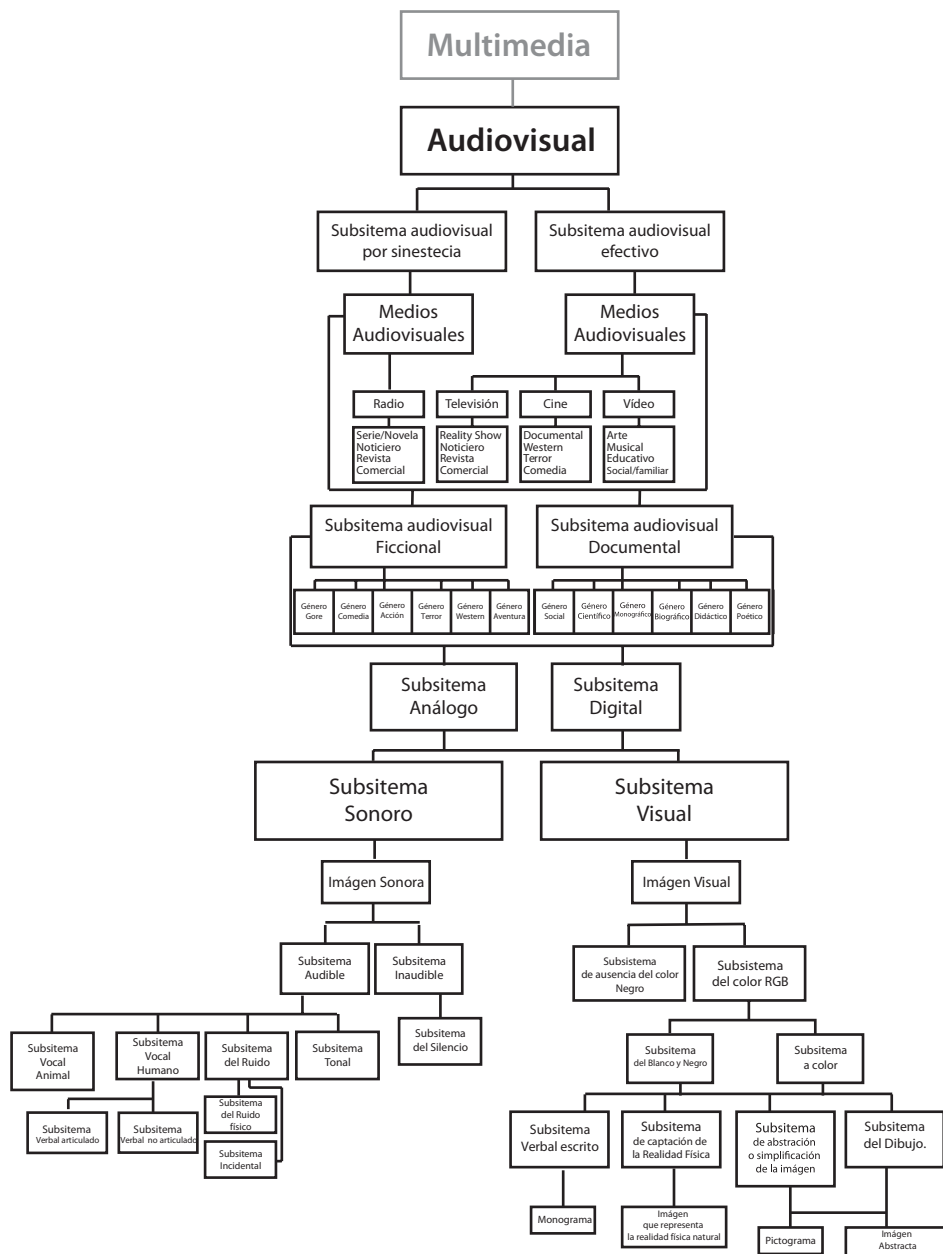 Multimedia
Audiovisual
Subsitema audiovisual
por sinestecia
Subsitema audiovisual
efectivo
Medios
Audiovisuales
Medios
Audiovisuales
Radio
Televisión
Cine
Vídeo
Serie/Novela
Noticiero
Revista
Comercial
Reality Show
Noticiero
Revista
Comercial
Documental
Western
Terror
Comedia
Arte
Musical
Educativo
Social/familiar
Subsitema audiovisual
Ficcional
Subsitema audiovisual
Documental
Género
Gore
Género
Comedia
Género
Acción
Género
Terror
Género
Western
Género
Aventura
Género
Social
Género
Científico
Género
Monográfico
Género
Biográfico
Género
Didáctico
Género
Poético
Subsitema
Análogo
Subsitema
Digital
Subsitema
Sonoro
Subsitema
Visual
Imágen Sonora
Imágen Visual
Subsitema
Audible
Subsitema
Inaudible
Subsistema
de ausencia del color
Negro
Subsistema
del color RGB
Subsitema
Vocal
Animal
Subsitema
Vocal
Humano
Subsitema
del Ruido
Subsitema
Tonal
Subsitema
del Silencio
Subsitema
del Blanco y Negro
Subsitema
a color
Subsitema
Verbal articulado
Subsitema
Verbal no articulado
Subsitema
del Ruido
físico
Subsitema
Incidental
Subsitema
Verbal escrito
Subsitema
de captación de
la Realidad Física
Subsitema
de abstración
o simplificación
de la imágen
Subsitema
del Dibujo.
Monograma
Imágen
que representa
la realidad física natural
Pictograma
Imágen
Abstracta